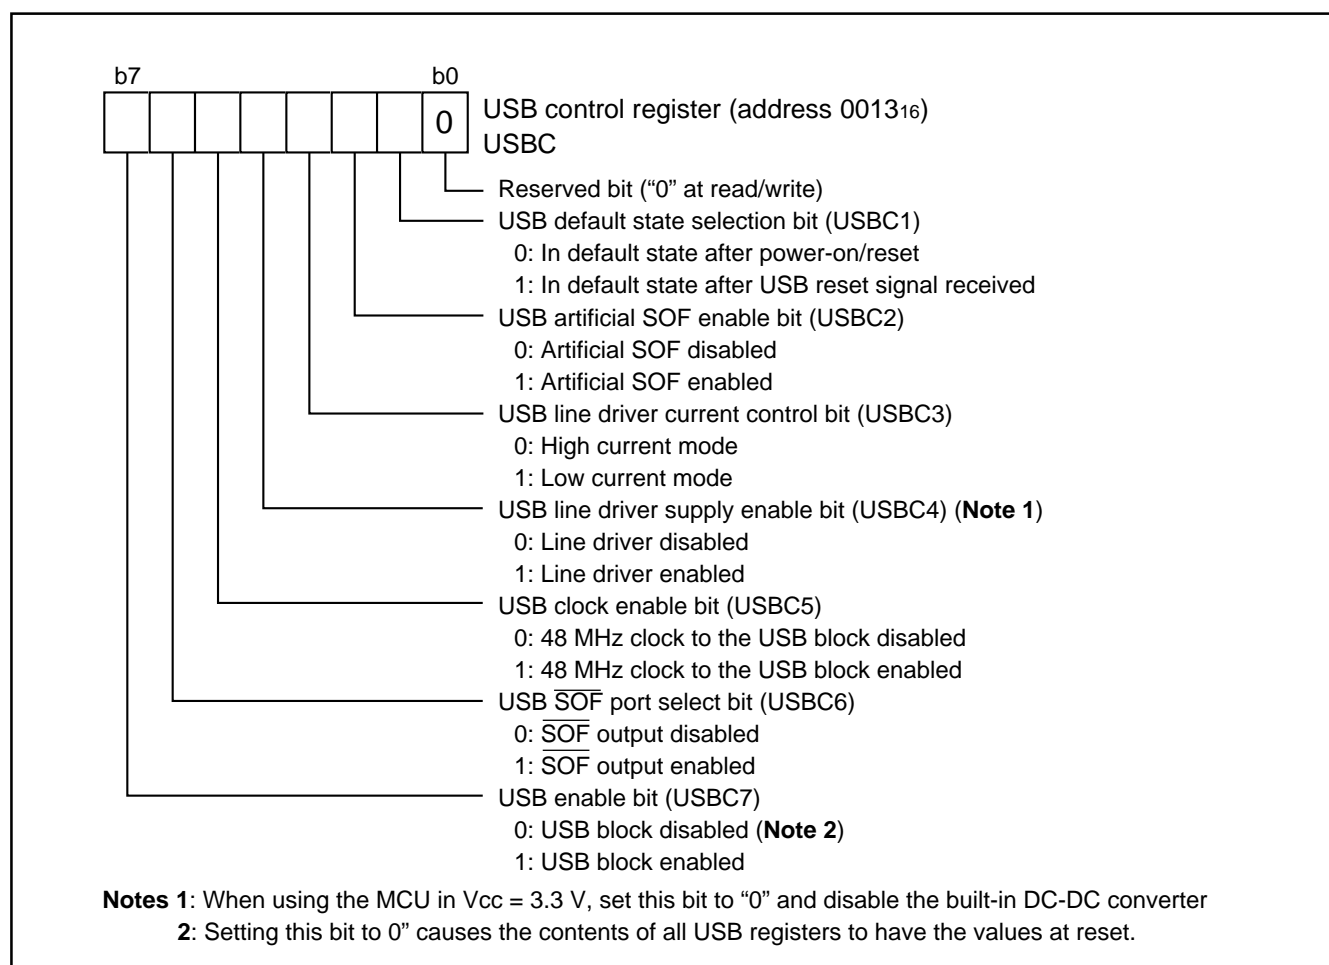 b7 b0
0
USB control register (address 0013₁₆)
USBC
Reserved bit (“0” at read/write)
USB default state selection bit (USBC1)
0: In default state after power-on/reset
1: In default state after USB reset signal received
USB artificial SOF enable bit (USBC2)
0: Artificial SOF disabled
1: Artificial SOF enabled
USB line driver current control bit (USBC3)
0: High current mode
1: Low current mode
USB line driver supply enable bit (USBC4) (Note 1)
0: Line driver disabled
1: Line driver enabled
USB clock enable bit (USBC5)
0: 48 MHz clock to the USB block disabled
1: 48 MHz clock to the USB block enabled
USB S̅O̅F̅ port select bit (USBC6)
0: S̅O̅F̅ output disabled
1: S̅O̅F̅ output enabled
USB enable bit (USBC7)
0: USB block disabled (Note 2)
1: USB block enabled
Notes 1: When using the MCU in Vcc = 3.3 V, set this bit to “0” and disable the built-in DC-DC converter
2: Setting this bit to 0” causes the contents of all USB registers to have the values at reset.